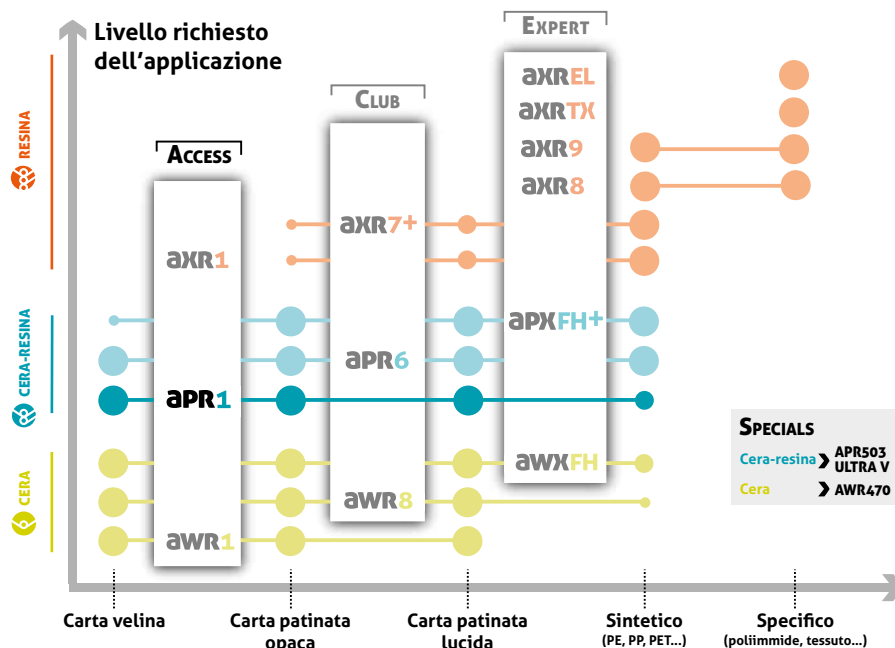 Livello richiesto
dell'applicazione
EXPERT
CLUB
ACCESS
RESINA
CERA-RESINA
CERA
aXREL
aXRTX
aXR9
aXR8
aXR7+
aXR1
aPXFH+
aPR6
aPR1
aWXFH
aWR8
aWR1
SPECIALS
Cera-resina > APR503
ULTRA V
Cera > AWR470
Carta velina
Carta patinata
opaca
Carta patinata
lucida
Sintetico
(PE, PP, PET...)
Specifico
(poliimmide, tessuto...)